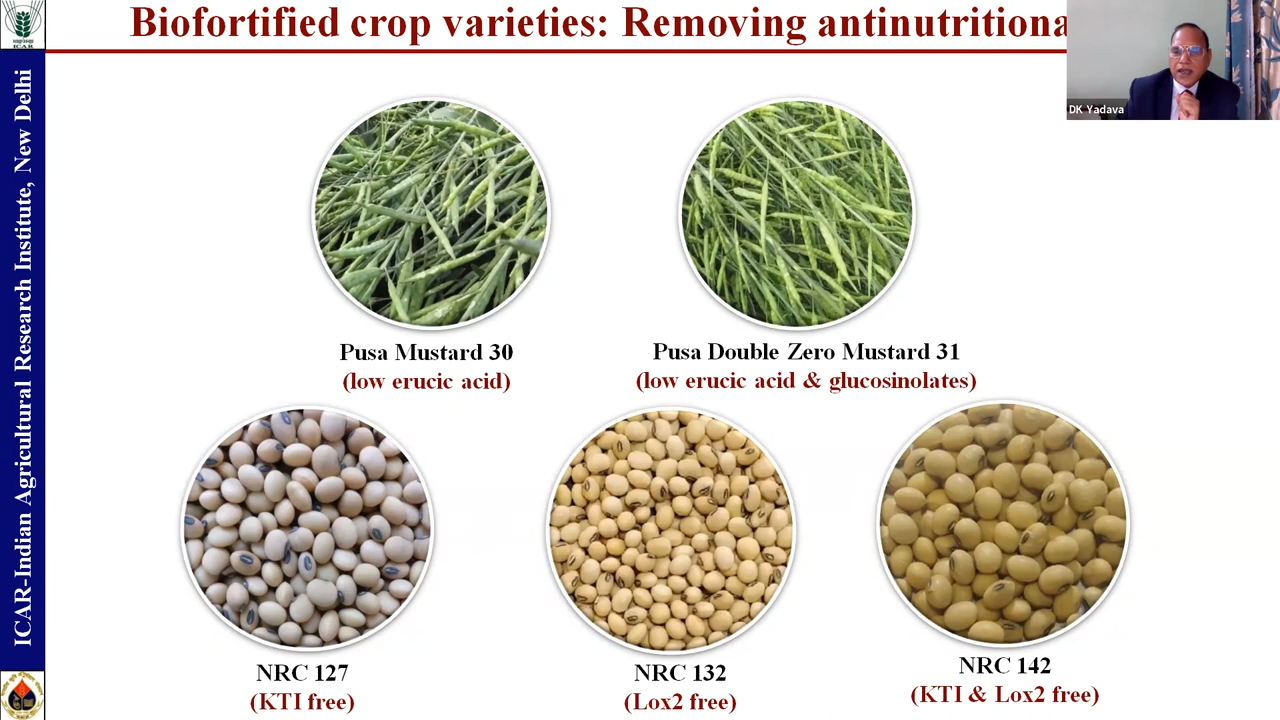 ICAR
Biofortified crop varieties: Removing antinutritiona
DK Yadava
ICAR-Indian Agricultural Research Institute, New Delhi
Pusa Mustard 30
(low erucic acid)
Pusa Double Zero Mustard 31
(low erucic acid & glucosinolates)
NRC 127
(KTI free)
NRC 132
(Lox2 free)
NRC 142
(KTI & Lox2 free)